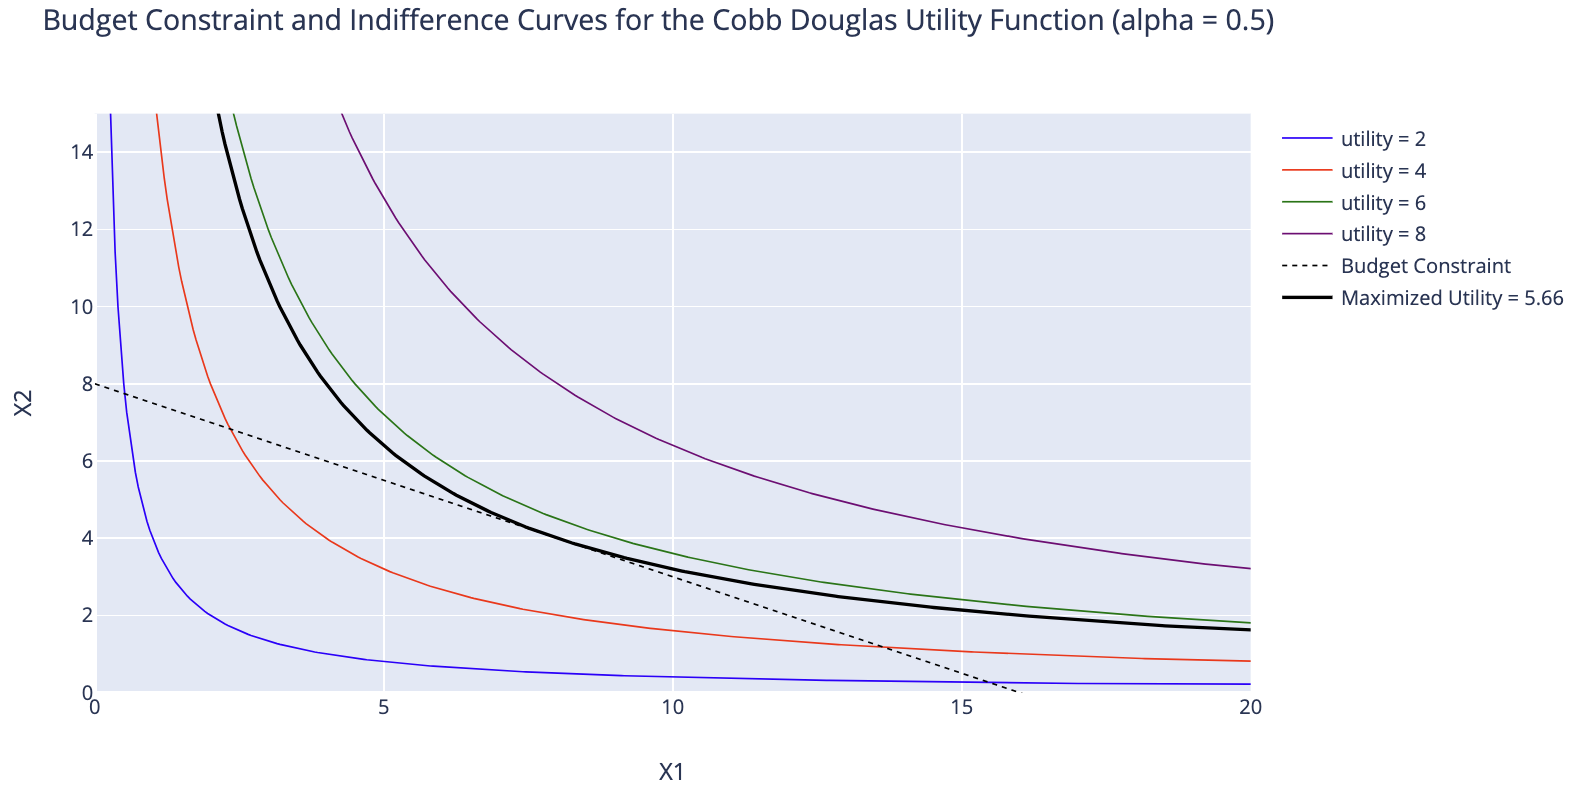 Budget Constraint and Indifference Curves for the Cobb Douglas Utility Function (alpha = 0.5)
utility = 2
utility = 4
utility = 6
utility = 8
Budget Constraint
Maximized Utility = 5.66
X2
14
12
10
8
6
4
2
0
0 5 10 15 20
X1